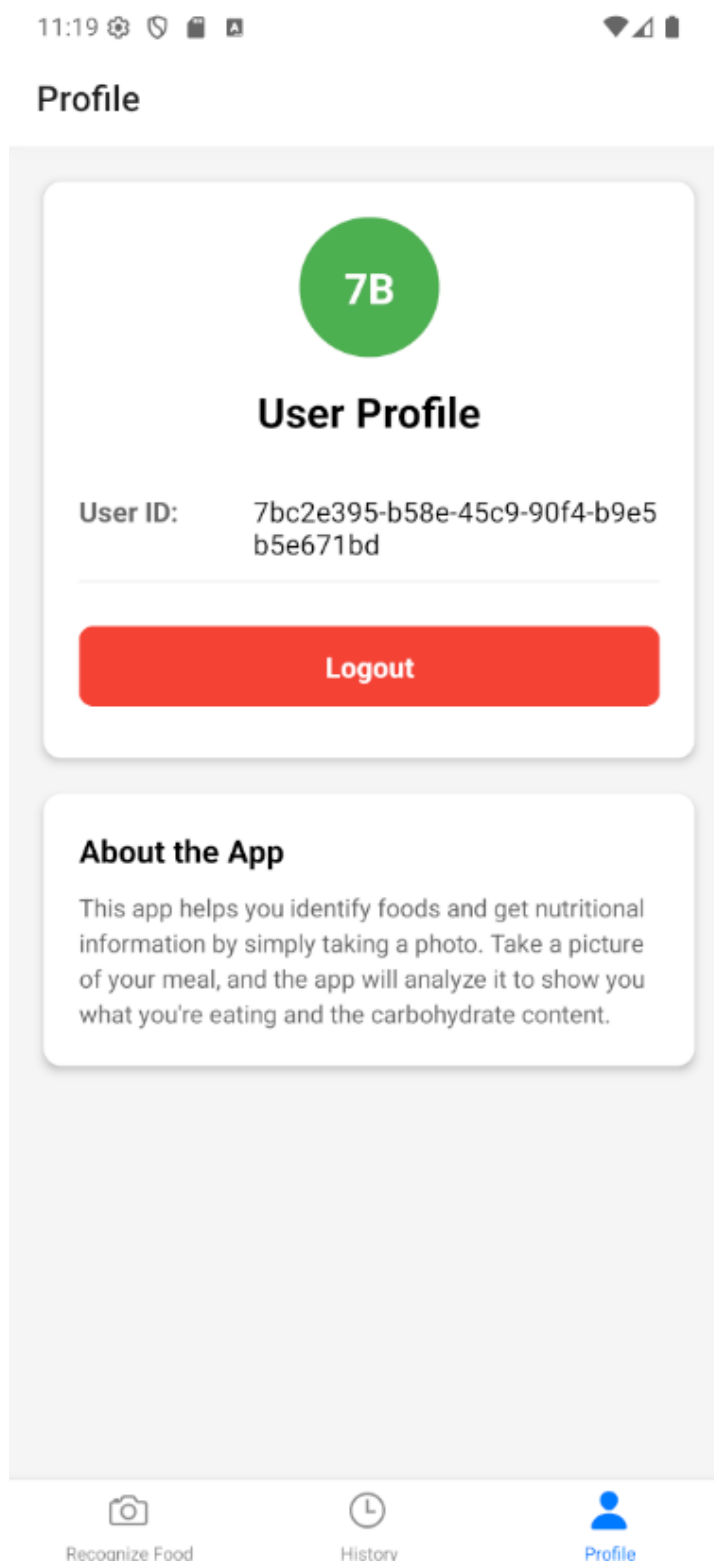 11:19
Profile
7B
User Profile
User ID:
7bc2e395-b58e-45c9-90f4-b9e5
b5e671bd
Logout
About the App
This app helps you identify foods and get nutritional
information by simply taking a photo. Take a picture
of your meal, and the app will analyze it to show you
what you're eating and the carbohydrate content.
Recognize Food
History
Profile